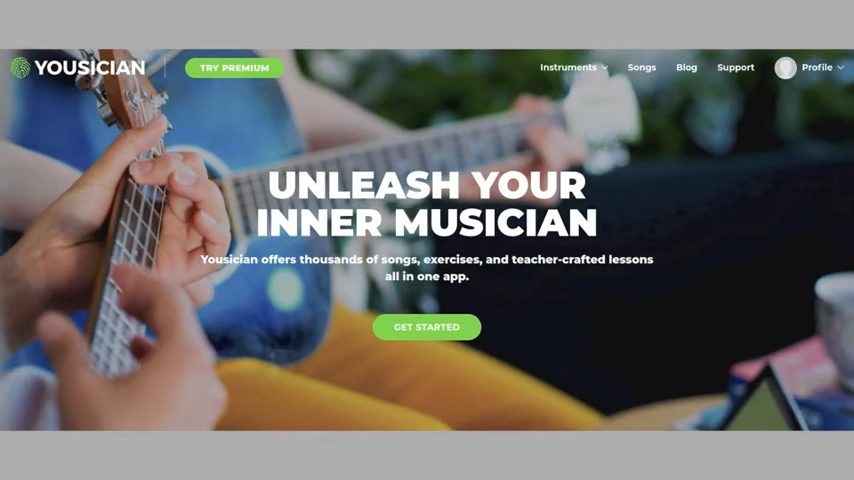 YOUSICIAN
TRY PREMIUM
Instruments
Songs
Blog
Support
Profile
UNLEASH YOUR
INNER MUSICIAN
Yousician offers thousands of songs, exercises, and teacher-crafted lessons
all in one app.
GET STARTED